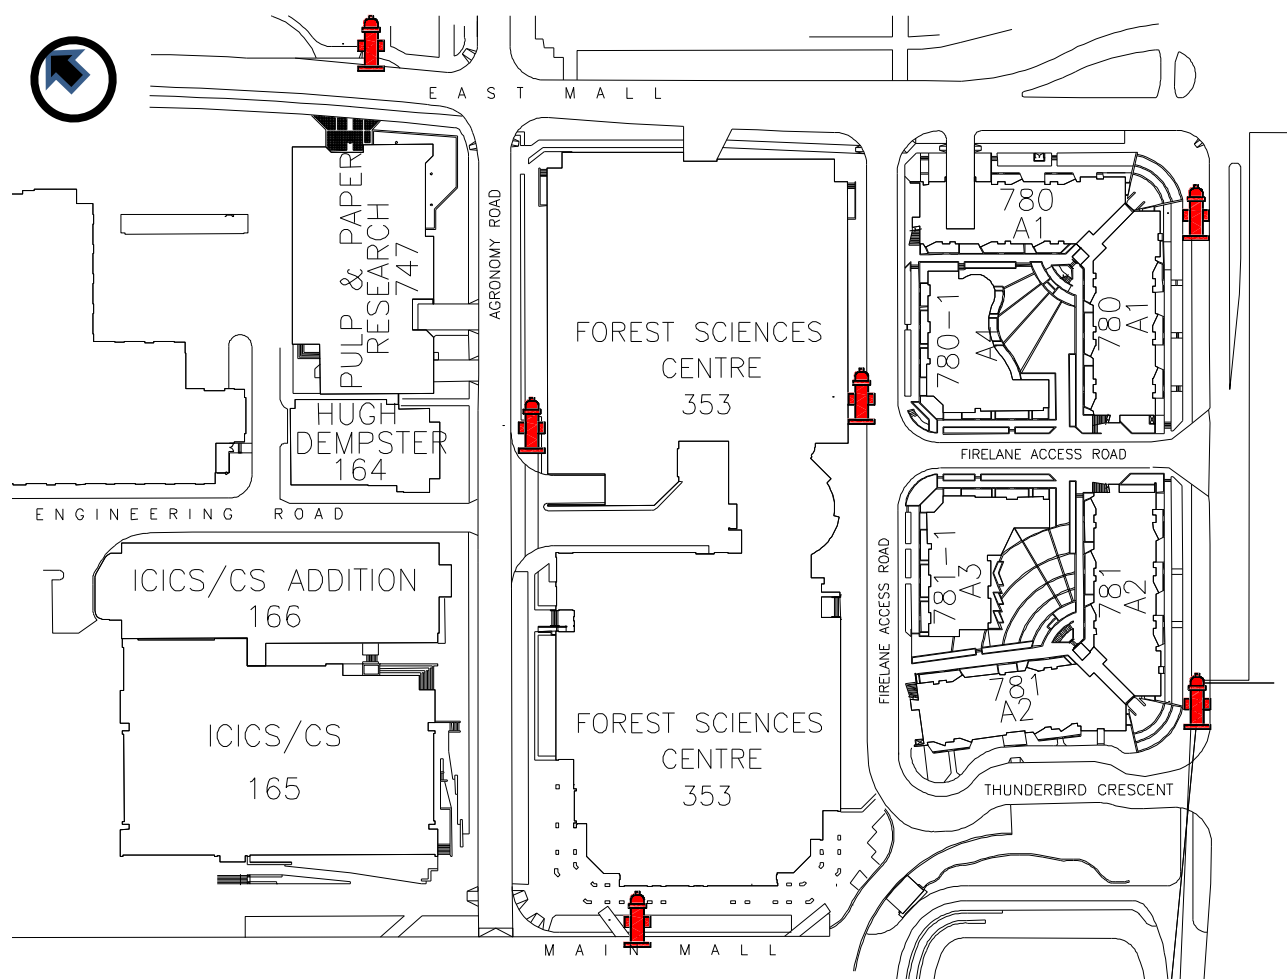 EAST MALL
PULP & PAPER
RESEARCH
747
AGRONOMY ROAD
780
A1
780
A1
780-1
A4
FOREST SCIENCES
CENTRE
353
HUGH
DEMPSTER
164
FIRELANE ACCESS ROAD
ENGINEERING ROAD
ICICS/CS ADDITION
166
FIRELANE ACCESS ROAD
781-1
A3
781
A2
781
A2
ICICS/CS
165
FOREST SCIENCES
CENTRE
353
THUNDERBIRD CRESCENT
MAIN MALL